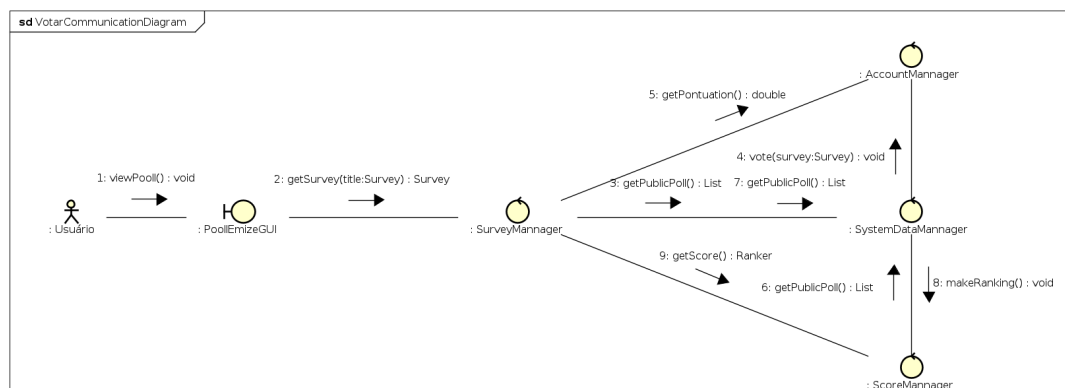 sd VotarCommunicationDiagram
: AccountMannager
5: getPontuation() : double
4: vote(survey:Survey) : void
1: viewPooll() : void
2: getSurvey(title:Survey) : Survey
3: getPublicPoll() : List
7: getPublicPoll() : List
: Usuário
: PoollEmizeGUI
: SurveyMannager
: SystemDataMannager
9: getScore() : Ranker
6: getPublicPoll() : List
8: makeRanking() : void
: ScoreMannager